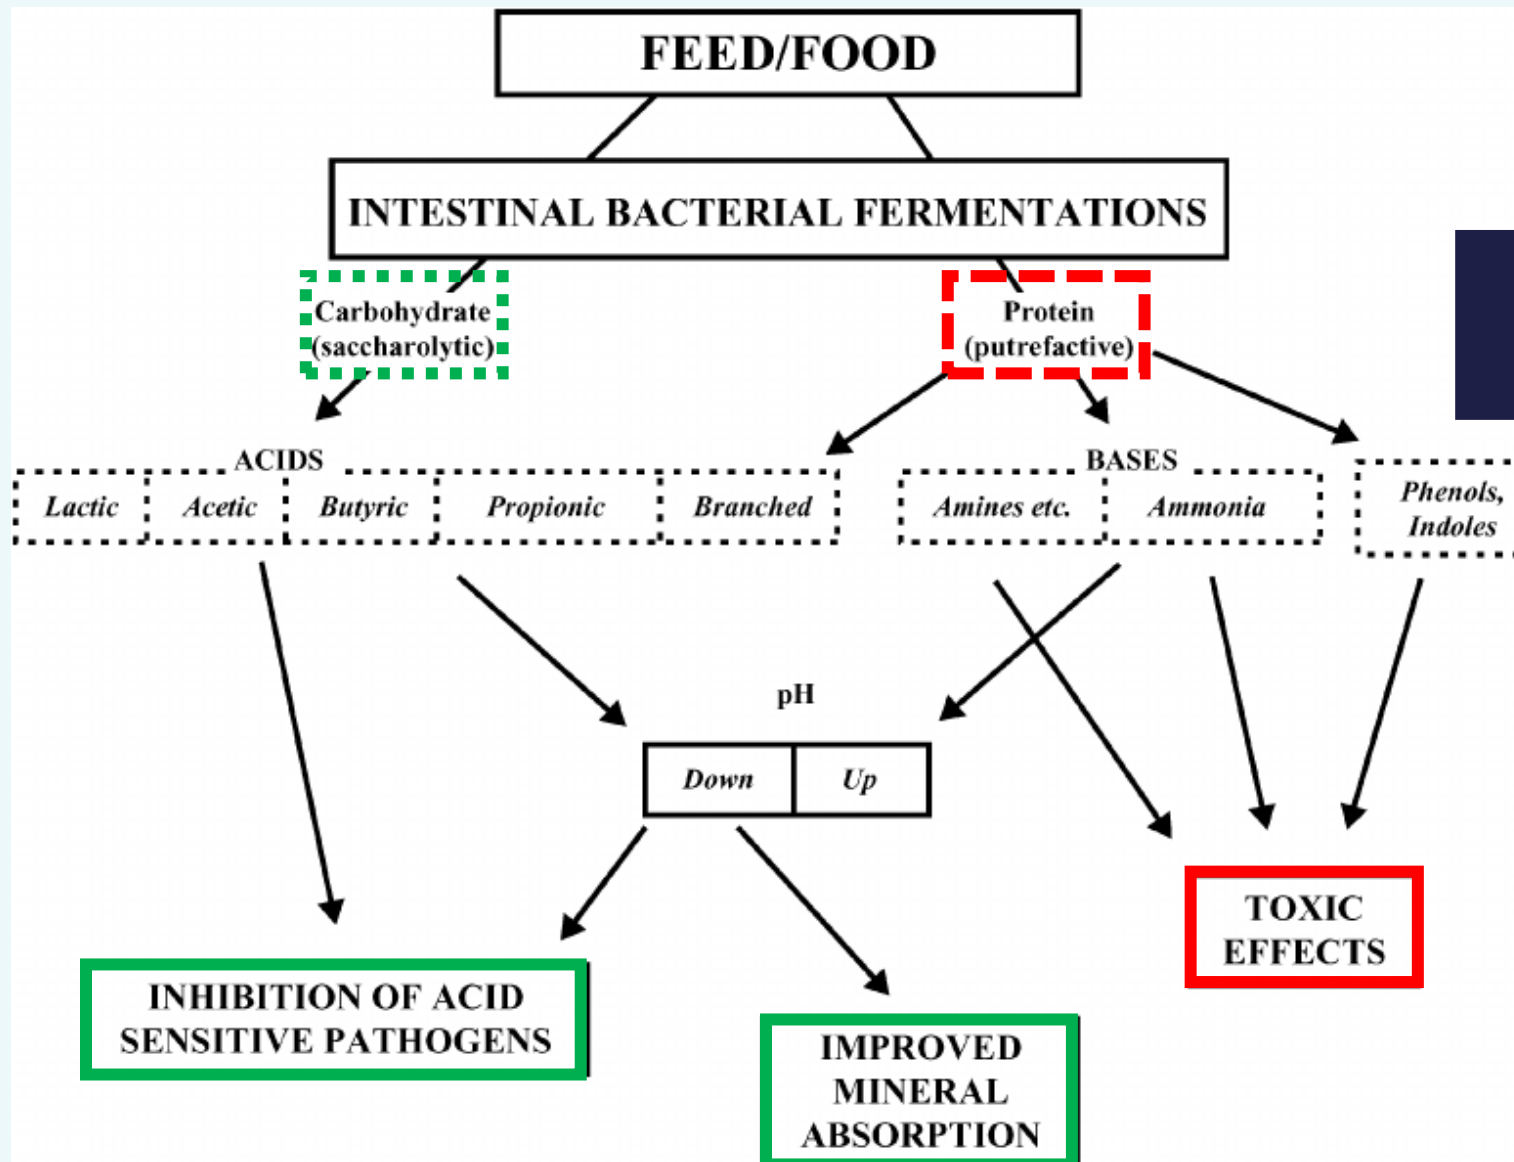 FEED/FOOD
INTESTINAL BACTERIAL FERMENTATIONS
Carbohydrate
(saccharolytic)
Protein
(putrefactive)
ACIDS
BASES
Lactic
Acetic
Butyric
Propionic
Branched
Amines etc.
Ammonia
Phenols,
Indoles
pH
Down
Up
TOXIC
EFFECTS
INHIBITION OF ACID
SENSITIVE PATHOGENS
IMPROVED
MINERAL
ABSORPTION